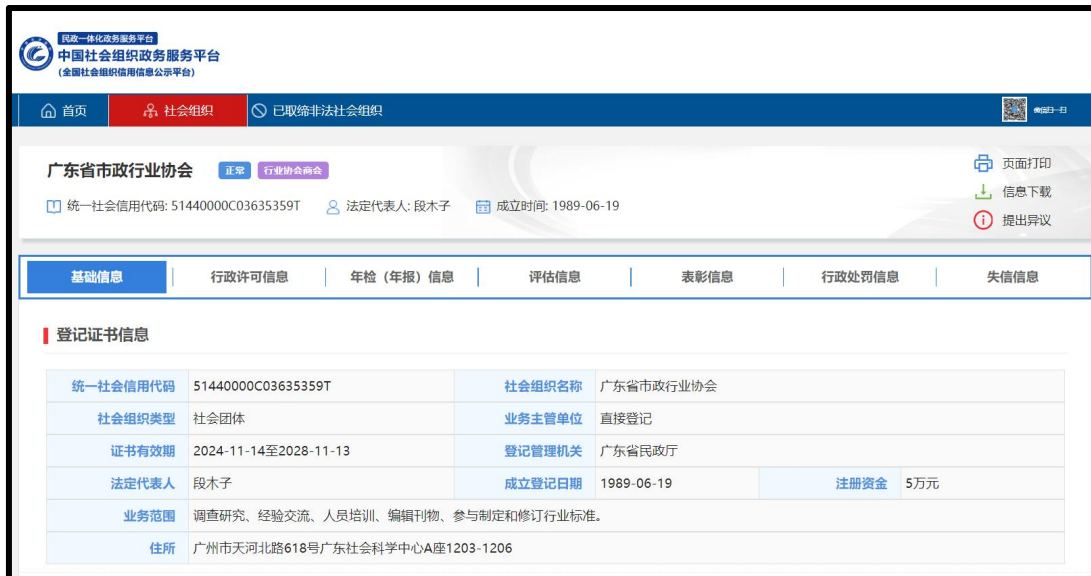 民政一体化政务服务平台
中国社会组织政务服务平台
(全国社会组织信用信息公示平台)
首页 社会组织 已取缔非法社会组织 微信扫一扫
广东省市政行业协会 正常 行业协会商会
页面打印
统一社会信用代码: 51440000C03635359T 法定代表人: 段木子 成立时间: 1989-06-19
信息下载
提出异议
基础信息 行政许可信息 年检（年报）信息 评估信息 表彰信息 行政处罚信息 失信信息
登记证书信息
统一社会信用代码 51440000C03635359T 社会组织名称 广东省市政行业协会
社会组织类型 社会团体 业务主管单位 直接登记
证书有效期 2024-11-14至2028-11-13 登记管理机关 广东省民政厅
法定代表人 段木子 成立登记日期 1989-06-19 注册资金 5万元
业务范围 调查研究、经验交流、人员培训、编辑刊物、参与制定和修订行业标准。
住所 广州市天河北路618号广东社会科学中心A座1203-1206